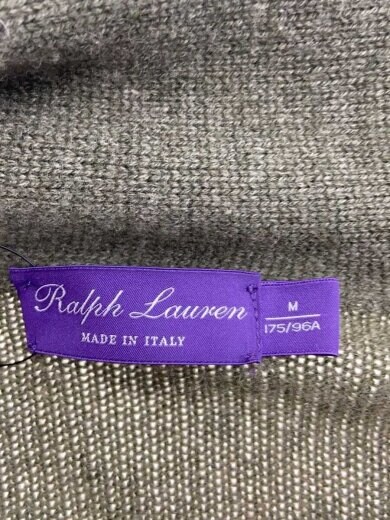 Ralph Lauren
MADE IN ITALY
M
175/96A